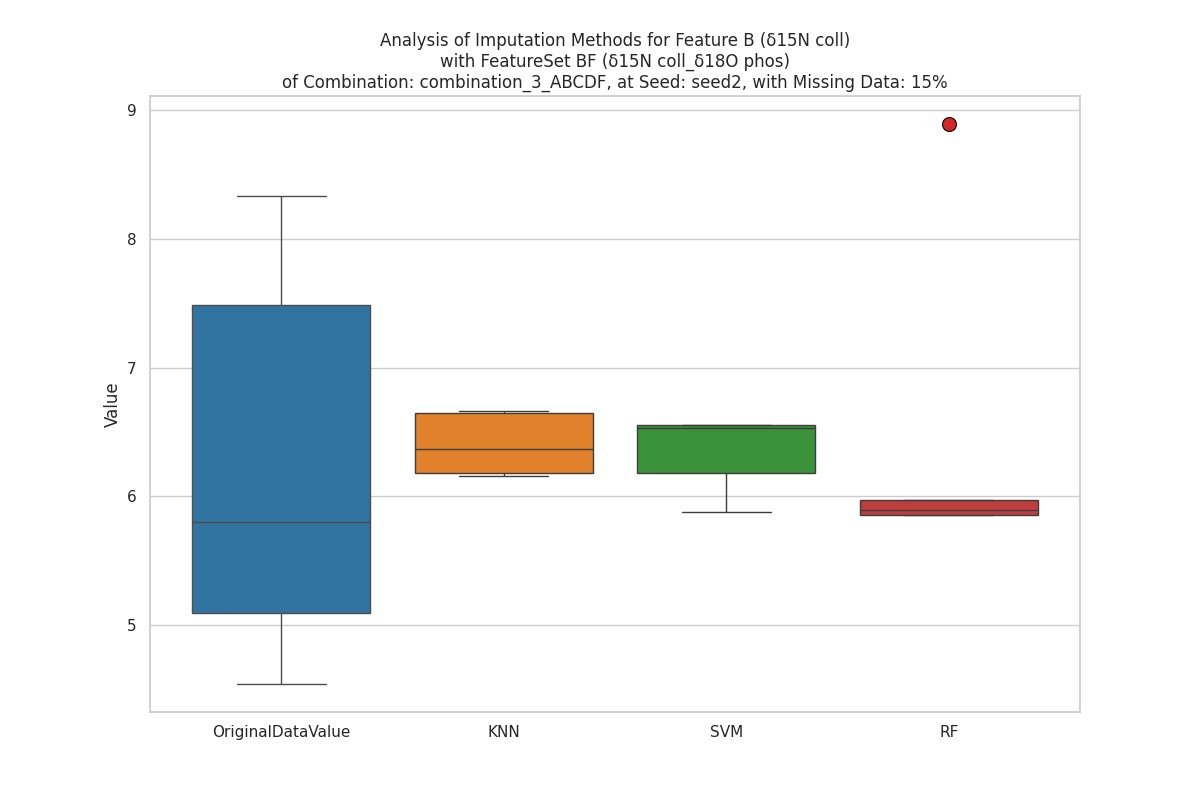 Analysis of Imputation Methods for Feature B (δ15N coll)
with FeatureSet BF (δ15N coll_δ18O phos)
of Combination: combination_3_ABCDF, at Seed: seed2, with Missing Data: 15%
9
8
7
6
5
Value
OriginalDataValue
KNN
SVM
RF